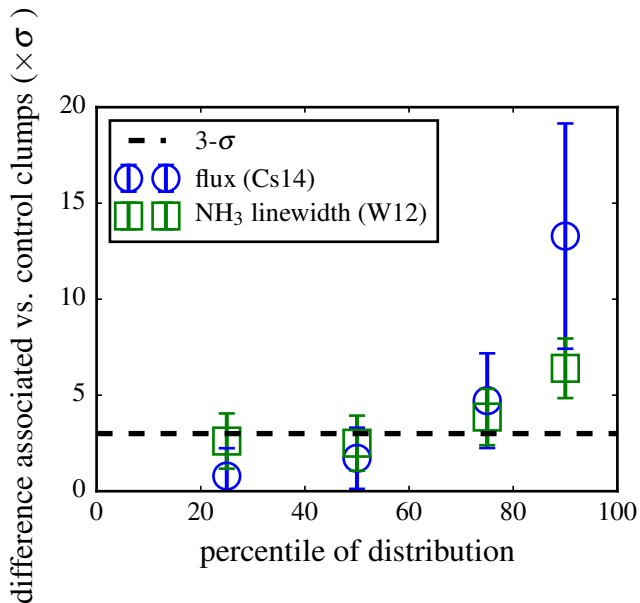 difference associated vs. control clumps (×σ)
20
15
10
5
0
3-σ
flux (Cs14)
NH₃ linewidth (W12)
0 20 40 60 80 100
percentile of distribution